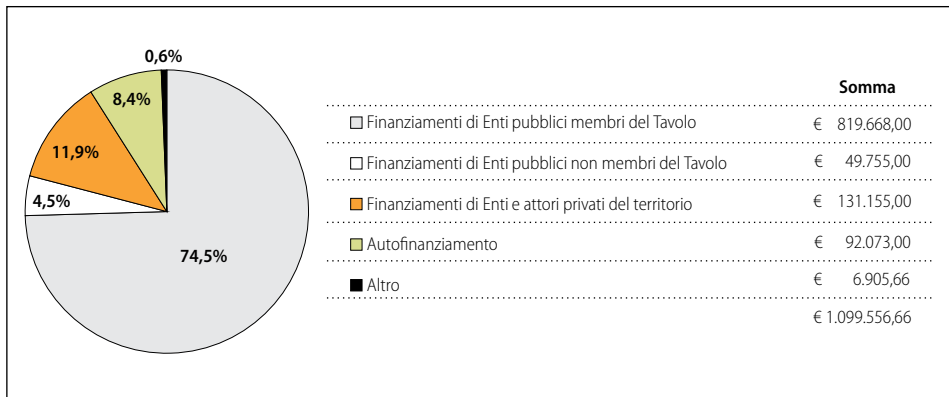 0,6%
8,4%
11,9%
4,5%
74,5%
Somma
Finanziamenti di Enti pubblici membri del Tavolo € 819.668,00
Finanziamenti di Enti pubblici non membri del Tavolo € 49.755,00
Finanziamenti di Enti e attori privati del territorio € 131.155,00
Autofinanziamento € 92.073,00
Altro € 6.905,66
€ 1.099.556,66